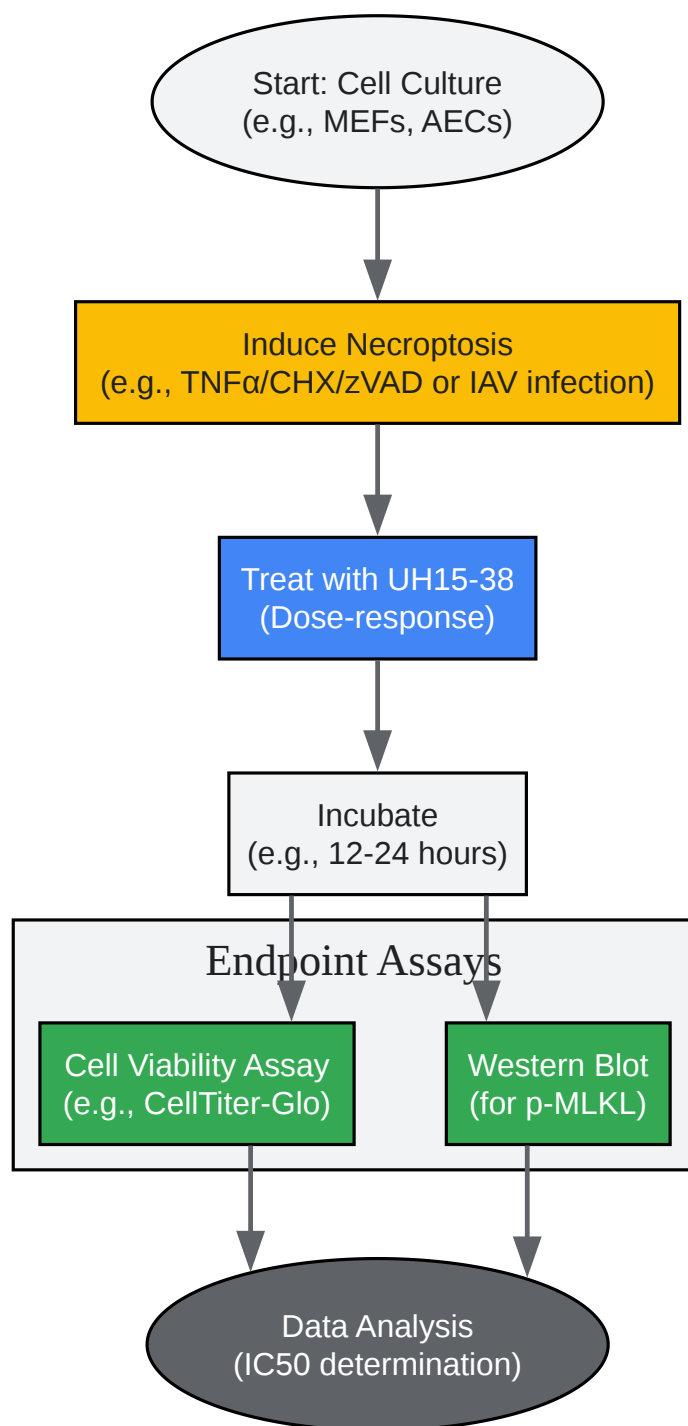 Start: Cell Culture
(e.g., MEFs, AECs)
Induce Necroptosis
(e.g., TNFα/CHX/zVAD or IAV infection)
Treat with UH15-38
(Dose-response)
Incubate
(e.g., 12-24 hours)
Endpoint Assays
Cell Viability Assay
(e.g., CellTiter-Glo)
Western Blot
(for p-MLKL)
Data Analysis
(IC50 determination)